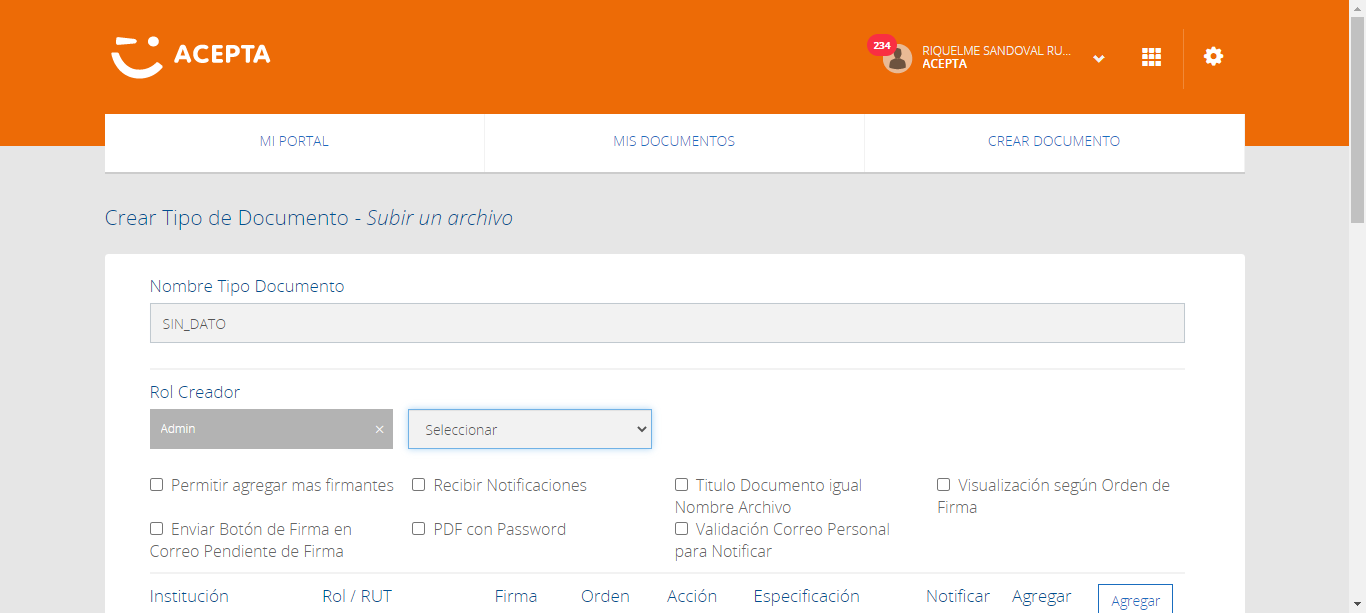 ACEPTA
234
RIQUELME SANDOVAL RU...
ACEPTA
MI PORTAL
MIS DOCUMENTOS
CREAR DOCUMENTO
Crear Tipo de Documento - Subir un archivo
Nombre Tipo Documento
SIN_DATO
Rol Creador
Admin ×
Seleccionar
Permitir agregar mas firmantes
Recibir Notificaciones
Titulo Documento igual
Nombre Archivo
Visualización según Orden de
Firma
Enviar Botón de Firma en
Correo Pendiente de Firma
PDF con Password
Validación Correo Personal
para Notificar
Institución Rol / RUT Firma Orden Acción Especificación Notificar Agregar Agregar